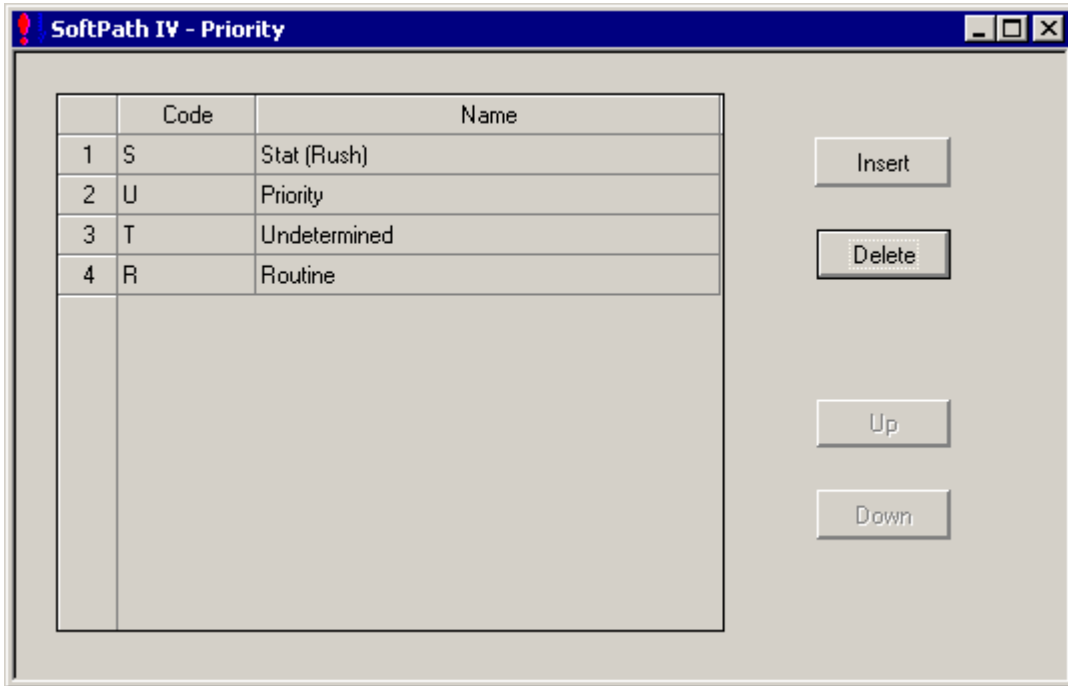 SoftPath IV - Priority
Code Name
1 S Stat (Rush)
2 U Priority
3 T Undetermined
4 R Routine
Insert
Delete
Up
Down